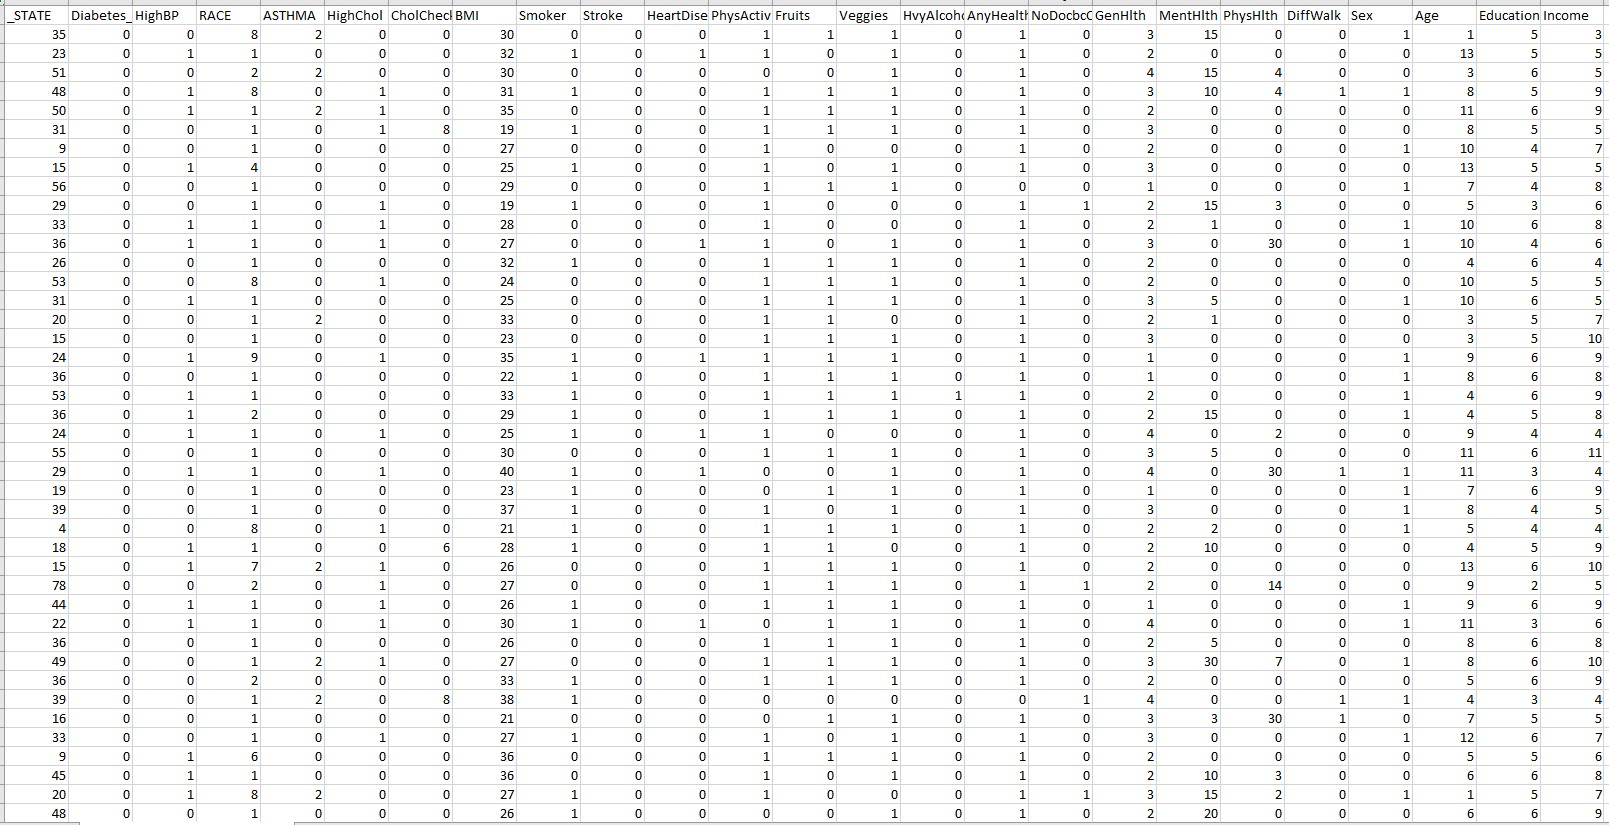 _STATE Diabetes_ HighBP RACE ASTHMA HighChol CholCheck BMI Smoker Stroke HeartDise PhysActiv Fruits Veggies HvyAlcoh AnyHealth NoDocbcC GenHlth MentHlth PhysHlth DiffWalk Sex Age Education Income
35 0 0 8 2 0 0 30 0 0 0 1 1 1 0 1 0 3 15 0 0 1 1 5 3
23 0 1 1 0 0 0 32 1 0 1 1 0 1 0 1 0 2 0 0 0 0 13 5 5
51 0 0 2 2 0 0 30 0 0 0 0 0 1 0 1 0 4 15 4 0 0 3 6 5
48 0 1 8 0 1 0 31 1 0 0 1 1 1 0 1 0 3 10 4 1 1 8 5 9
50 0 1 1 2 1 0 35 0 0 0 1 1 1 0 1 0 2 0 0 0 0 11 6 9
31 0 0 1 0 1 8 19 1 0 0 1 1 1 0 1 0 3 0 0 0 0 8 5 5
9 0 0 1 0 0 0 27 0 0 0 1 0 0 0 1 0 2 0 0 0 1 10 4 7
15 0 1 4 0 0 0 25 1 0 0 1 0 1 0 1 0 3 0 0 0 0 13 5 5
56 0 0 1 0 0 0 29 0 0 0 1 1 1 0 0 0 1 0 0 0 1 7 4 8
29 0 0 1 0 1 0 19 1 0 0 1 0 0 0 1 1 2 15 3 0 0 5 3 6
33 0 1 1 0 1 0 28 0 0 0 1 0 0 0 1 0 2 1 0 0 1 10 6 8
36 0 1 1 0 1 0 27 0 0 1 1 0 1 0 1 0 3 0 30 0 1 10 4 6
26 0 0 1 0 0 0 32 1 0 0 1 1 1 0 1 0 2 0 0 0 0 4 6 4
53 0 0 8 0 1 0 24 0 0 0 1 1 1 0 1 0 2 0 0 0 0 10 5 5
31 0 1 1 0 0 0 25 0 0 0 1 1 1 0 1 0 3 5 0 0 1 10 6 5
20 0 0 1 2 0 0 33 0 0 0 1 1 0 0 1 0 2 1 0 0 0 3 5 7
15 0 0 1 0 0 0 23 0 0 0 1 1 1 0 1 0 3 0 0 0 0 3 5 10
24 0 1 9 0 1 0 35 1 0 1 1 1 1 0 1 0 1 0 0 0 1 9 6 9
36 0 0 1 0 0 0 22 1 0 0 1 1 1 0 1 0 1 0 0 0 1 8 6 8
53 0 1 1 0 0 0 33 1 0 0 1 1 1 1 1 0 2 0 0 0 1 4 6 9
36 0 1 2 0 0 0 29 1 0 0 1 1 1 0 1 0 2 15 0 0 1 4 5 8
24 0 1 1 0 1 0 25 1 0 1 1 0 0 0 1 0 4 0 2 0 0 9 4 4
55 0 0 1 0 0 0 30 0 0 0 1 1 1 0 1 0 3 5 0 0 0 11 6 11
29 0 1 1 0 1 0 40 1 0 1 0 0 1 0 1 0 4 0 30 1 1 11 3 4
19 0 0 1 0 0 0 23 1 0 0 0 1 1 0 1 0 1 0 0 0 1 7 6 9
39 0 0 1 0 0 0 37 1 0 0 1 0 1 0 1 0 3 0 0 0 1 8 4 5
4 0 0 8 0 1 0 21 1 0 0 1 1 1 0 1 0 2 2 0 0 1 5 4 4
18 0 1 1 0 0 6 28 1 0 0 1 1 0 0 1 0 2 10 0 0 0 4 5 9
15 0 1 7 2 1 0 26 0 0 0 1 1 1 0 1 0 2 0 0 0 0 13 6 10
78 0 0 2 0 1 0 27 0 0 0 1 1 1 0 1 1 2 0 14 0 0 9 2 5
44 0 1 1 0 1 0 26 1 0 0 1 1 1 0 1 0 1 0 0 0 1 9 6 9
22 0 1 1 0 1 0 30 1 0 1 0 1 1 0 1 0 4 0 0 0 1 11 3 6
36 0 0 1 0 0 0 26 0 0 0 1 1 1 0 1 0 2 5 0 0 0 8 6 8
49 0 0 1 2 1 0 27 0 0 0 1 1 1 0 1 0 3 30 7 0 1 8 6 10
36 0 0 2 0 0 0 33 0 0 0 1 1 1 0 1 0 2 0 0 0 0 5 6 9
39 0 0 1 2 0 8 38 1 0 0 0 0 0 0 0 1 4 0 0 1 1 4 3 4
16 0 0 1 0 0 0 21 0 0 0 0 1 1 0 1 0 3 3 30 1 0 7 5 5
33 0 0 1 0 1 0 27 1 0 0 1 0 1 0 1 0 3 0 0 0 1 12 6 7
9 0 1 6 0 0 0 36 0 0 0 1 1 1 0 1 0 2 0 0 0 0 5 5 6
45 0 1 1 0 0 0 36 0 0 0 1 0 1 0 1 0 2 10 3 0 0 6 6 8
20 0 1 8 2 0 0 27 1 0 0 1 0 0 0 1 1 3 15 2 0 1 1 5 7
48 0 0 1 0 0 0 26 1 0 0 0 0 1 0 1 0 2 20 0 0 0 6 6 9